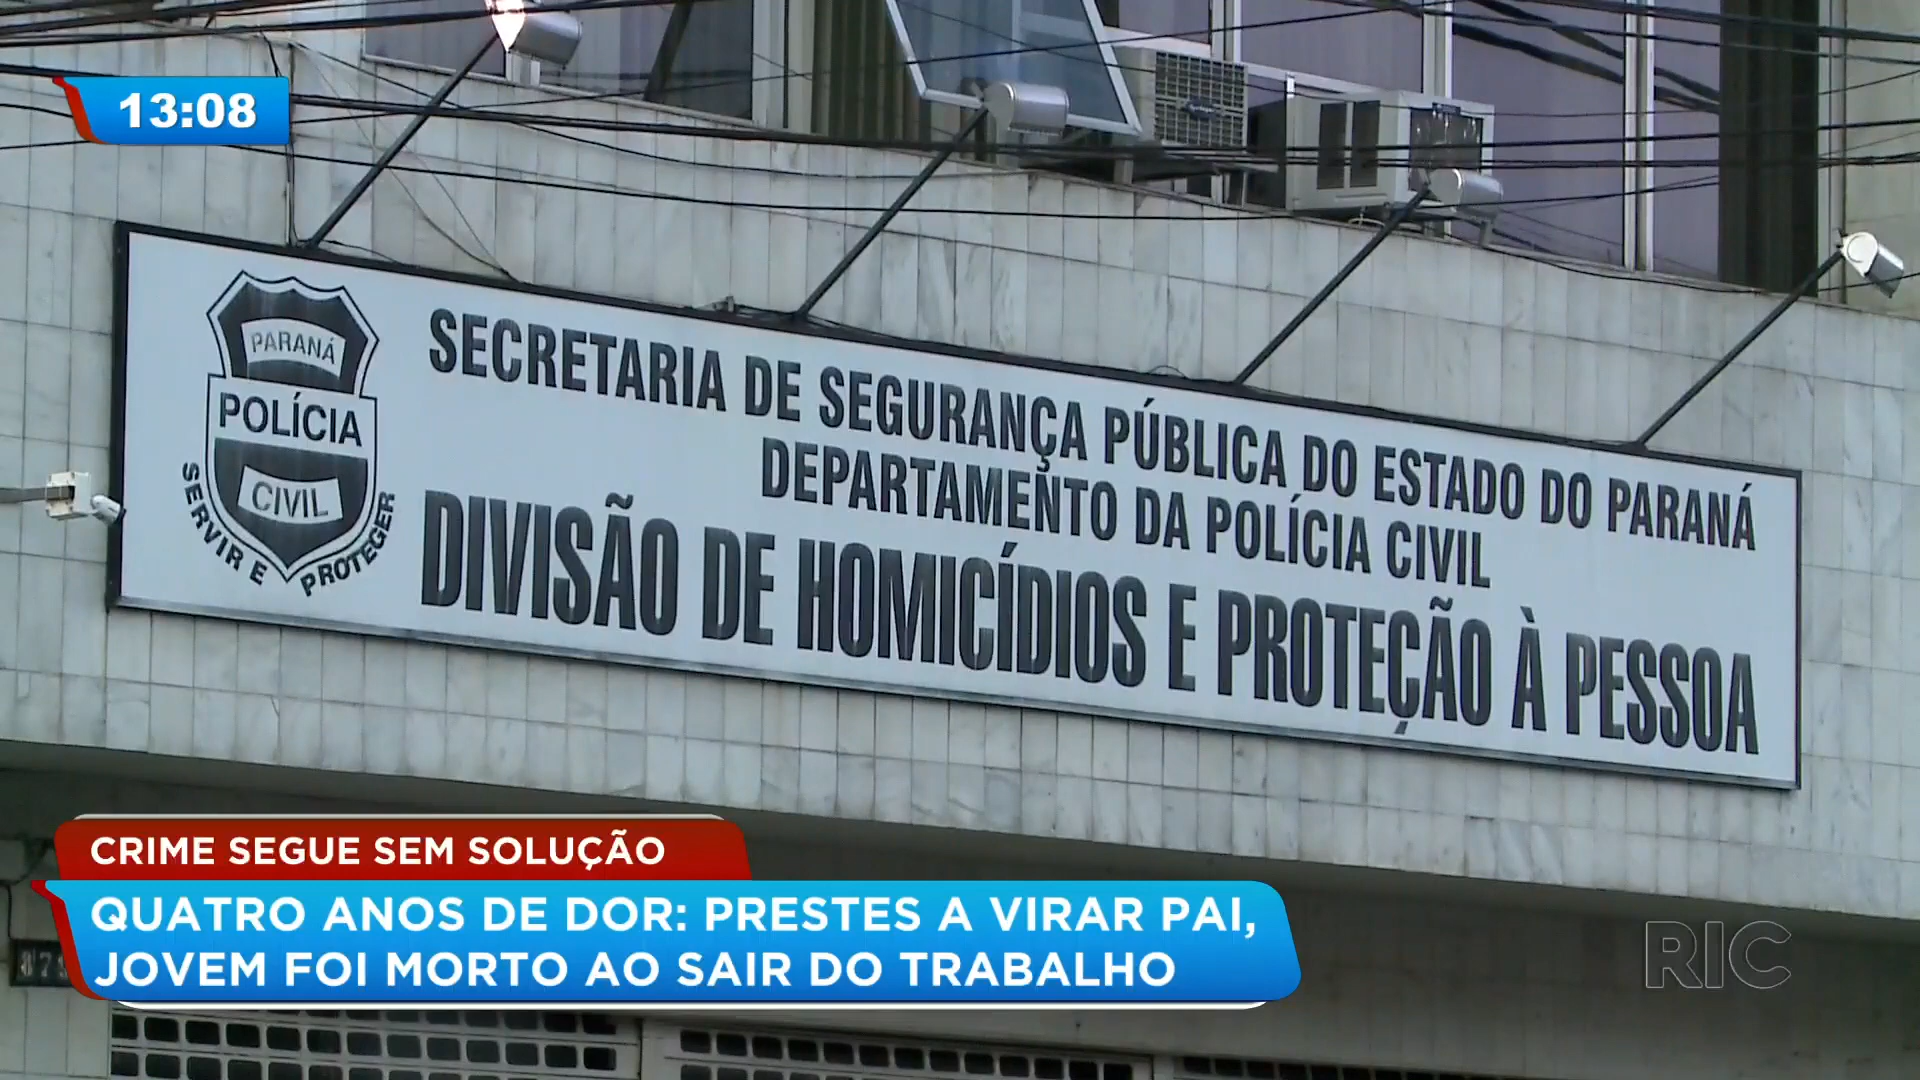 13:08
PARANÁ
POLÍCIA
CIVIL
SERVIR E PROTEGER
SECRETARIA DE SEGURANÇA PÚBLICA DO ESTADO DO PARANÁ
DEPARTAMENTO DA POLÍCIA CIVIL
DIVISÃO DE HOMICÍDIOS E PROTEÇÃO À PESSOA
CRIME SEGUE SEM SOLUÇÃO
QUATRO ANOS DE DOR: PRESTES A VIRAR PAI,
JOVEM FOI MORTO AO SAIR DO TRABALHO
RIC